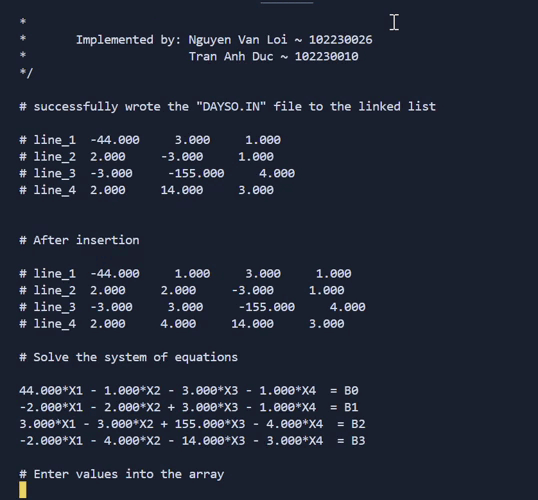 *
*       Implemented by: Nguyen Van Loi ~ 102230026
*                       Tran Anh Duc ~ 102230010
*/
# successfully wrote the "DAYSO.IN" file to the linked list
# line_1  -44.000     3.000     1.000
# line_2  2.000     -3.000     1.000
# line_3  -3.000     -155.000     4.000
# line_4  2.000     14.000     3.000
# After insertion
# line_1  -44.000     1.000     3.000     1.000
# line_2  2.000     2.000     -3.000     1.000
# line_3  -3.000     3.000     -155.000     4.000
# line_4  2.000     4.000     14.000     3.000
# Solve the system of equations
44.000*X1 - 1.000*X2 - 3.000*X3 - 1.000*X4  = B0
-2.000*X1 - 2.000*X2 + 3.000*X3 - 1.000*X4  = B1
3.000*X1 - 3.000*X2 + 155.000*X3 - 4.000*X4  = B2
-2.000*X1 - 4.000*X2 - 14.000*X3 - 3.000*X4  = B3
# Enter values into the array